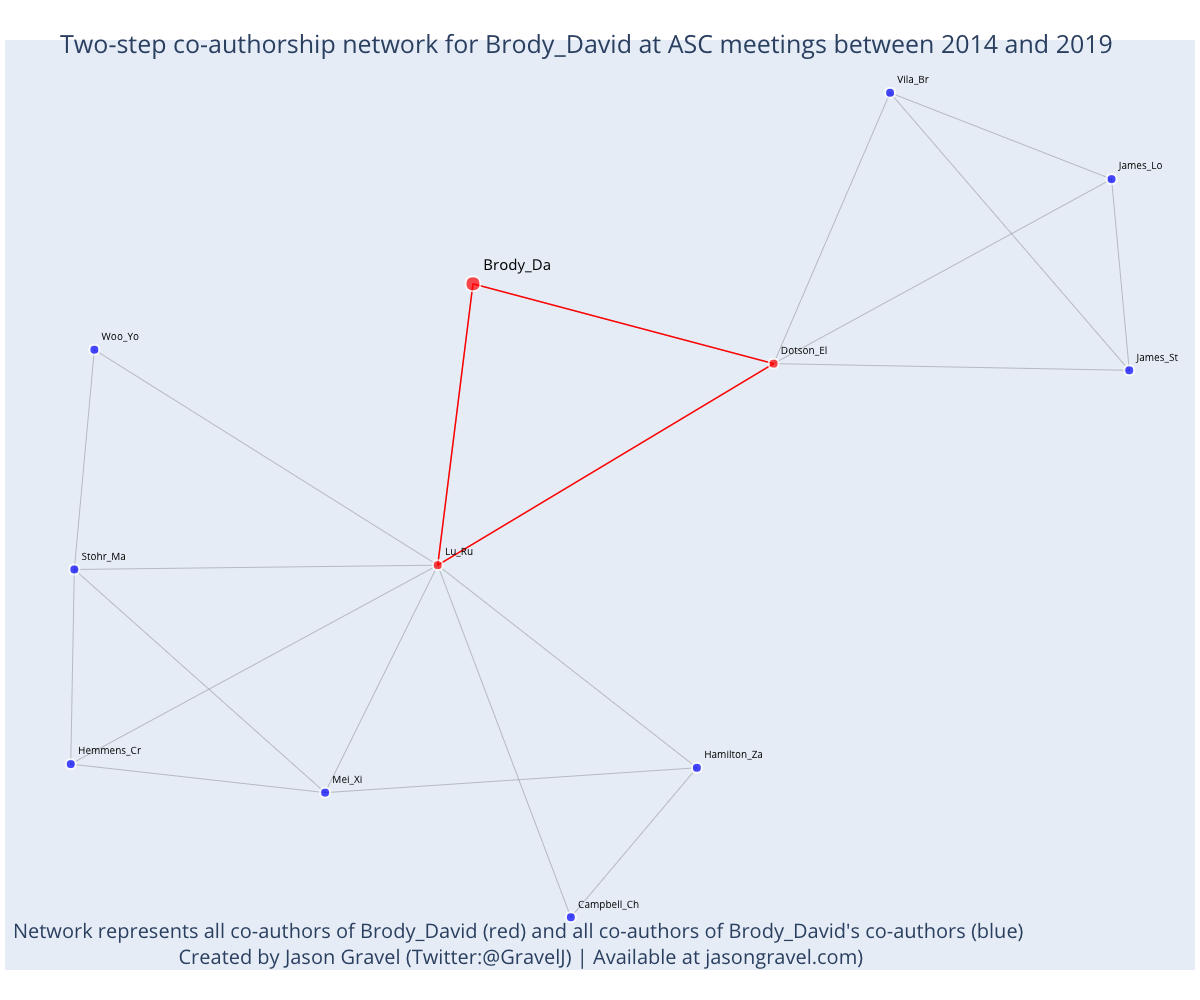 Two-step co-authorship network for Brody_David at ASC meetings between 2014 and 2019
Vila_Br
James_Lo
Brody_Da
Woo_Yo
Dotson_El
James_St
Lu_Ru
Stohr_Ma
Hemmens_Cr
Hamilton_Za
Mei_Xi
Campbell_Ch
Network represents all co-authors of Brody_David (red) and all co-authors of Brody_David's co-authors (blue)
Created by Jason Gravel (Twitter:@GravelJ) | Available at jasongravel.com)